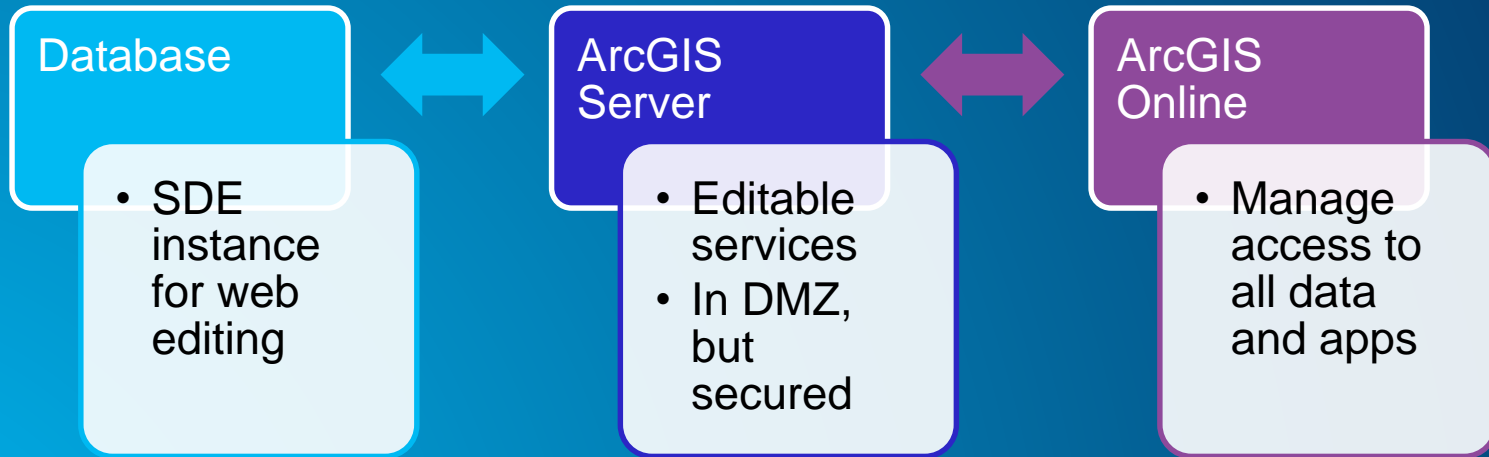 Database
• SDE
instance
for web
editing
ArcGIS
Server
• Editable
services
• In DMZ,
but
secured
ArcGIS
Online
• Manage
access to
all data
and apps